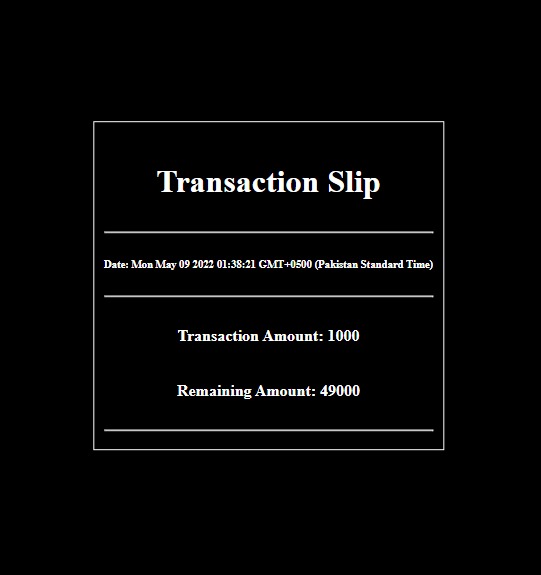 Transaction Slip
Date: Mon May 09 2022 01:38:21 GMT+0500 (Pakistan Standard Time)
Transaction Amount: 1000
Remaining Amount: 49000